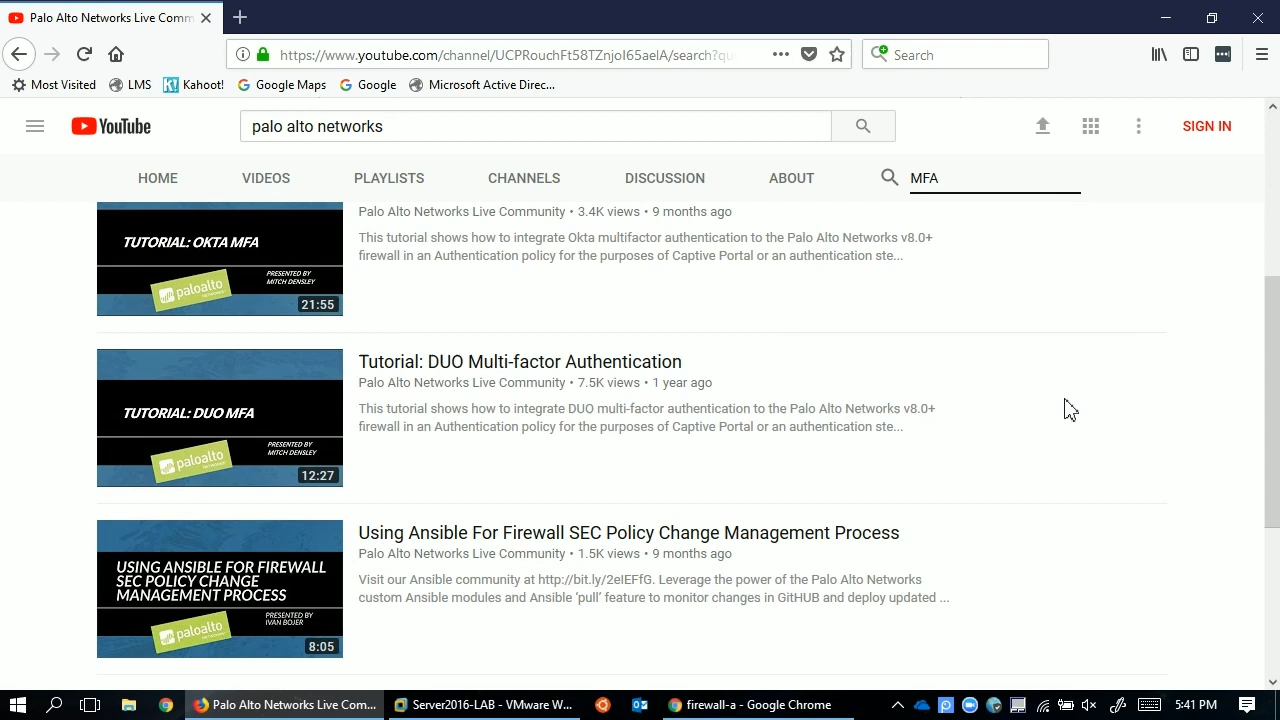 Palo Alto Networks Live Comm
https://www.youtube.com/channel/UCPRouchFt58TZnjoI65aelA/search?qu
Search
Most Visited
LMS
Kahoot!
Google Maps
Google
Microsoft Active Direc...
YouTube
palo alto networks
SIGN IN
HOME
VIDEOS
PLAYLISTS
CHANNELS
DISCUSSION
ABOUT
MFA
TUTORIAL: OKTA MFA
PRESENTED BY
MITCH DENSLEY
paloalto
NETWORKS
21:55
Palo Alto Networks Live Community • 3.4K views • 9 months ago
This tutorial shows how to integrate Okta multifactor authentication to the Palo Alto Networks v8.0+
firewall in an Authentication policy for the purposes of Captive Portal or an authentication ste...
TUTORIAL: DUO MFA
PRESENTED BY
MITCH DENSLEY
paloalto
NETWORKS
12:27
Tutorial: DUO Multi-factor Authentication
Palo Alto Networks Live Community • 7.5K views • 1 year ago
This tutorial shows how to integrate DUO multi-factor authentication to the Palo Alto Networks v8.0+
firewall in an Authentication policy for the purposes of Captive Portal or an authentication ste...
USING ANSIBLE FOR FIREWALL
SEC POLICY CHANGE
MANAGEMENT PROCESS
PRESENTED BY
IVAN BOJER
paloalto
NETWORKS
8:05
Using Ansible For Firewall SEC Policy Change Management Process
Palo Alto Networks Live Community • 1.5K views • 9 months ago
Visit our Ansible community at http://bit.ly/2eIEFfG. Leverage the power of the Palo Alto Networks
custom Ansible modules and Ansible ‘pull’ feature to monitor changes in GitHUB and deploy updated ...
Palo Alto Networks Live Com...
Server2016-LAB - VMware W...
firewall-a - Google Chrome
5:41 PM